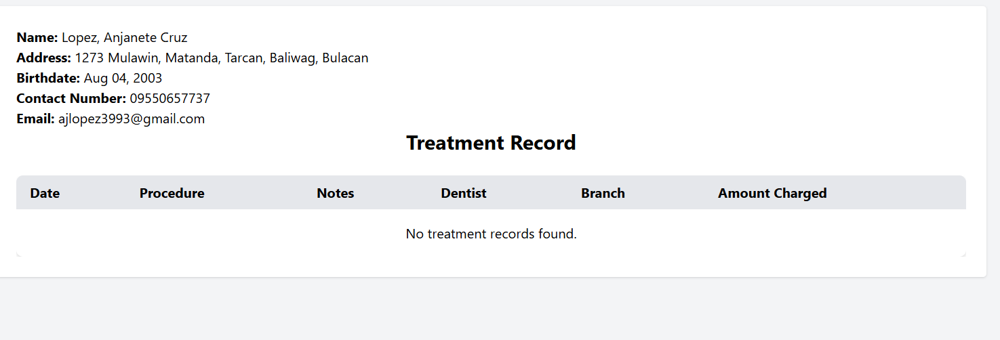 Name: Lopez, Anjanete Cruz
Address: 1273 Mulawin, Matanda, Tarcan, Baliwag, Bulacan
Birthdate: Aug 04, 2003
Contact Number: 09550657737
Email: ajlopez3993@gmail.com
Treatment Record
Date Procedure Notes Dentist Branch Amount Charged
No treatment records found.